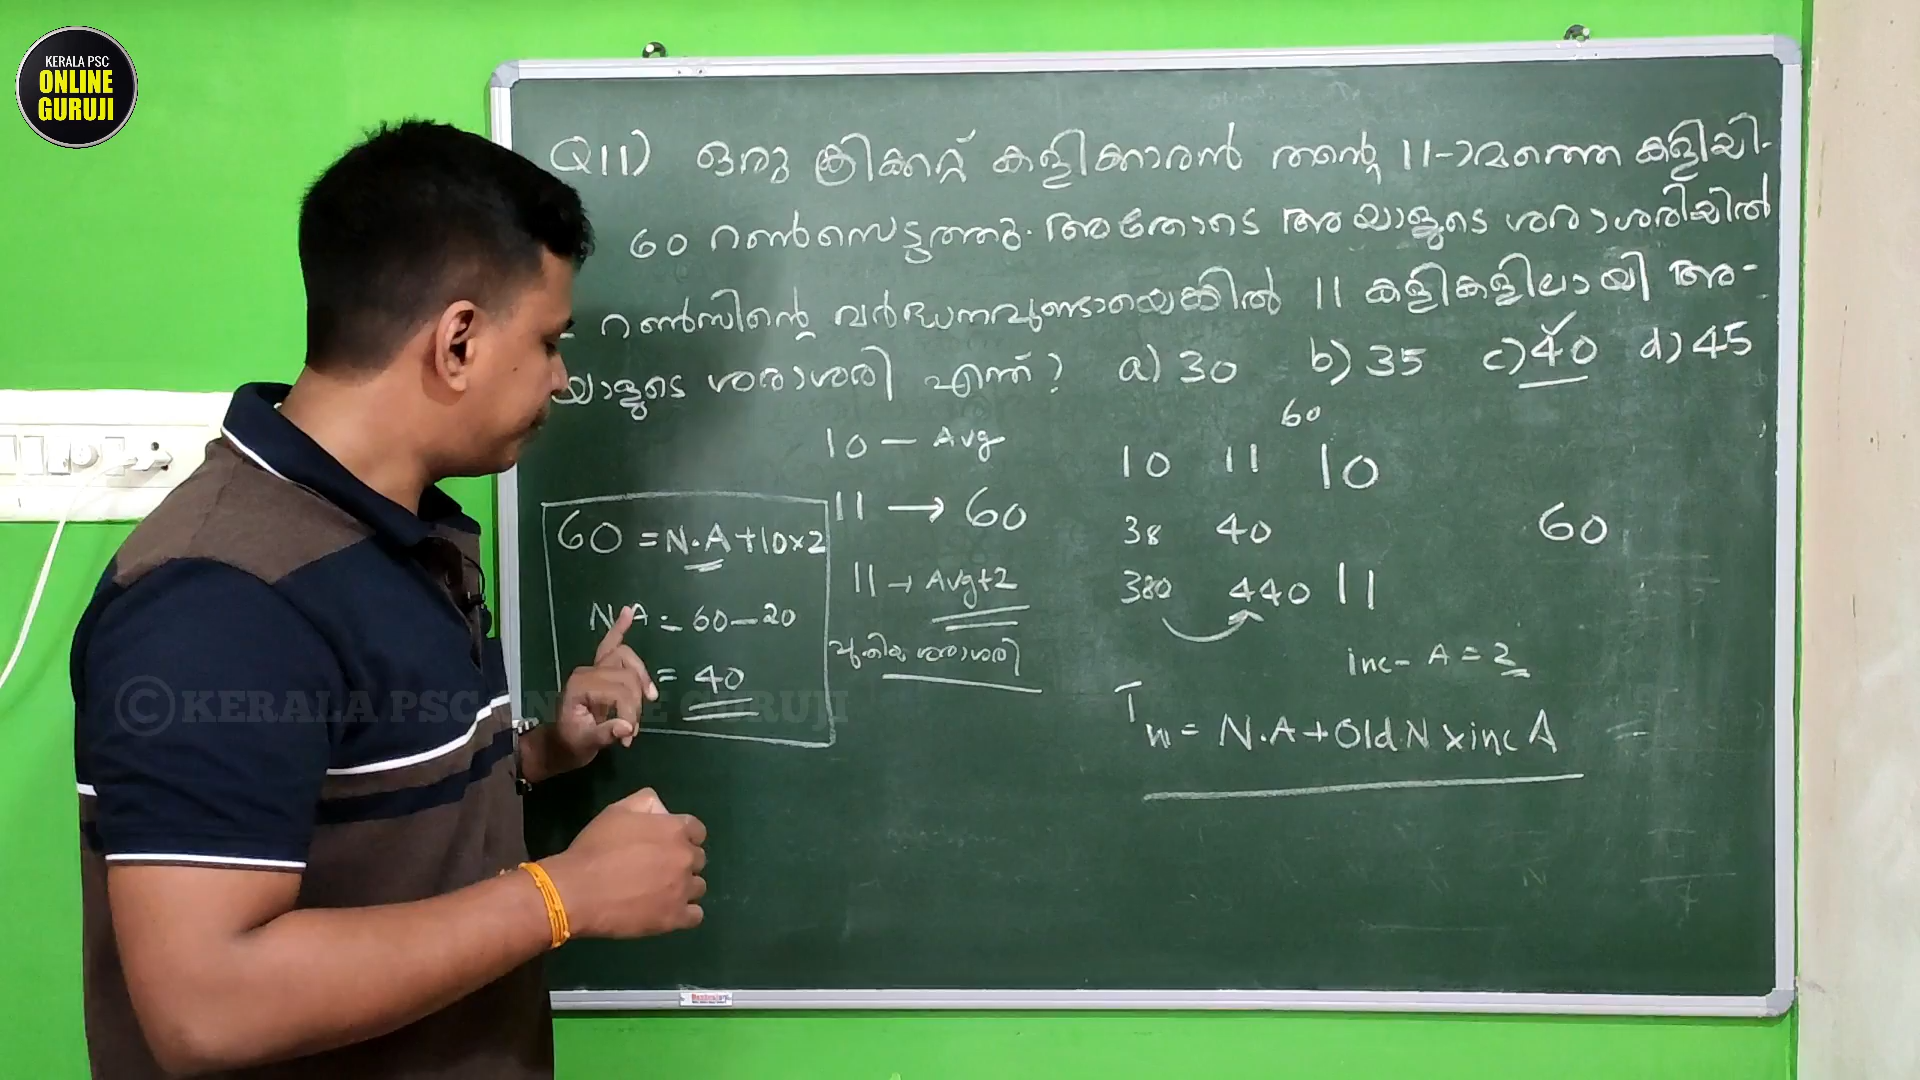 KERALA PSC
ONLINE
GURUJI
Q11) ഒരു ക്രിക്കറ്റ് കളിക്കാരൻ തന്റെ 11-ാമത്തെ കളിയി-
60 റൺസെടുത്തു. അതോടെ അയാളുടെ ശരാശരിയിൽ
റൺസിന്റെ വർദ്ധനവുണ്ടായെങ്കിൽ 11 കളികളിലായി അ-
യാളുടെ ശരാശരി എന്ത്? a) 30 b) 35 c) 40 d) 45
10 — Avg
11 → 60
11 → Avg+2
പുതിയ ശരാശരി
60 = N.A + 10×2
N.A = 60 — 20
= 40
60
10 11 10
38 40 60
380 440 11
inc- A = 2
Tn = N.A + Old N × inc A
© KERALA PSC ONLINE GURUJI